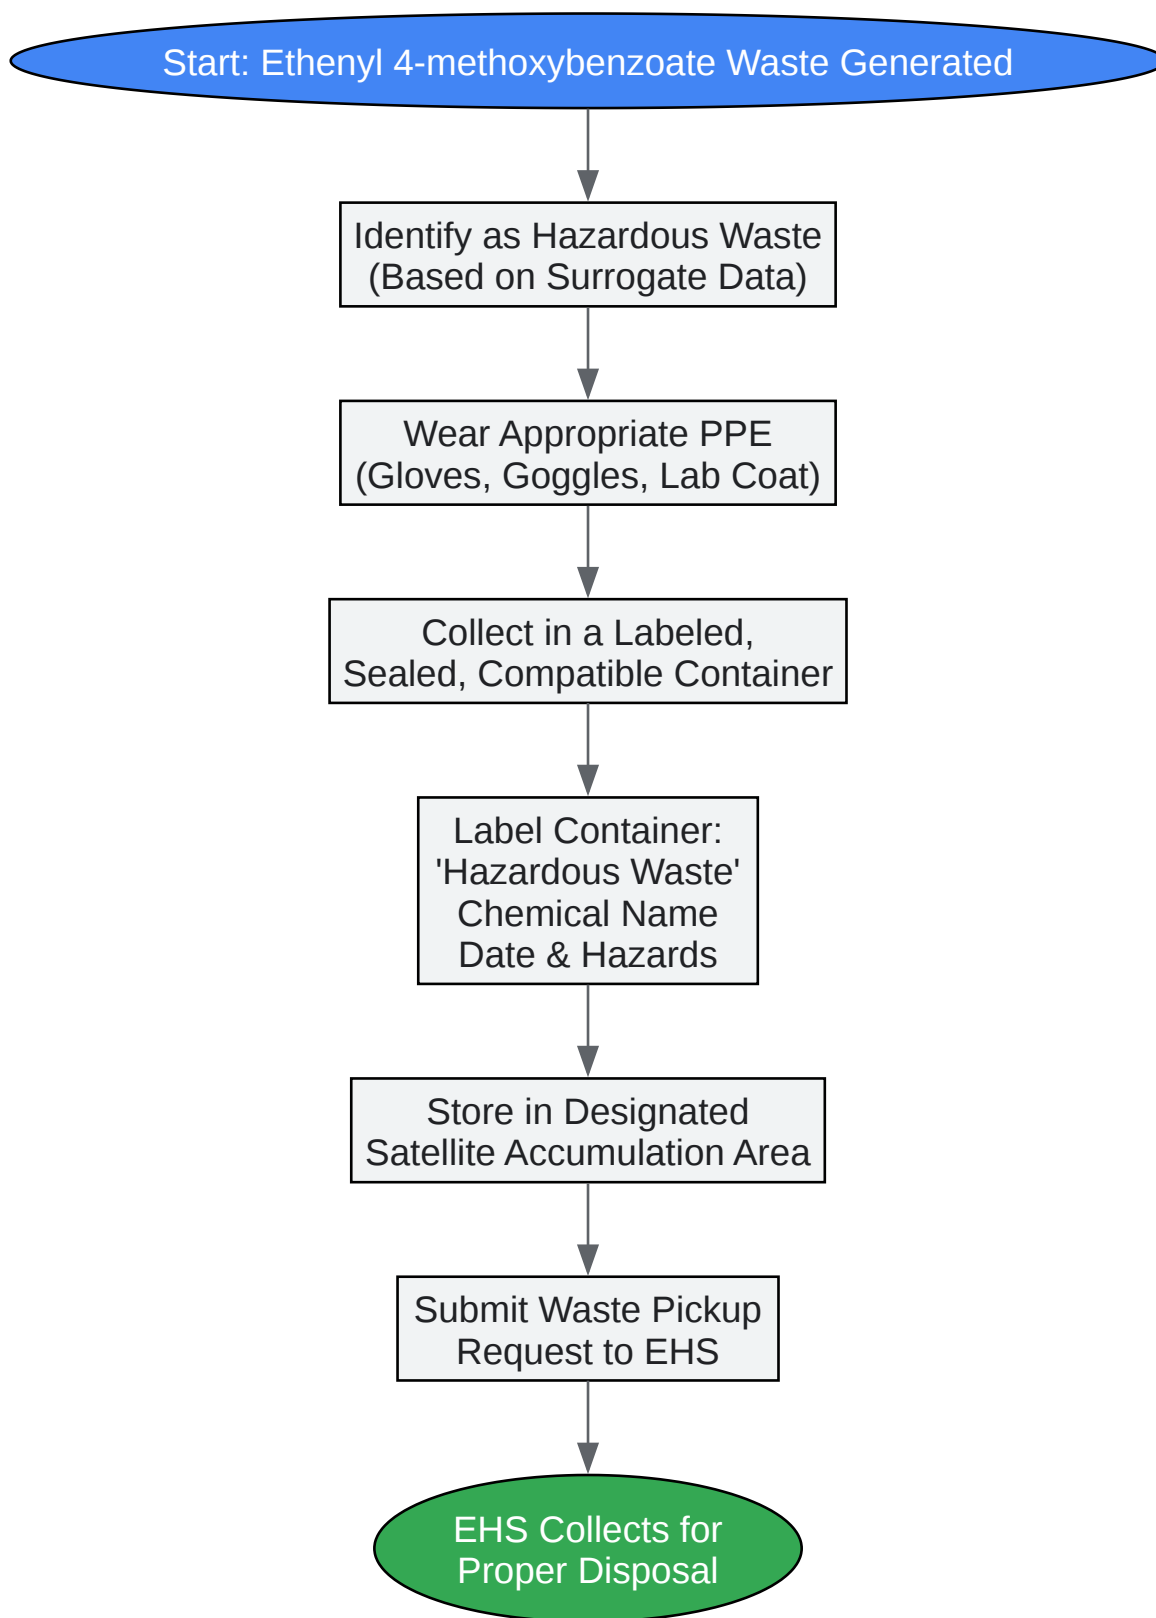 Start: Ethenyl 4-methoxybenzoate Waste Generated
Identify as Hazardous Waste
(Based on Surrogate Data)
Wear Appropriate PPE
(Gloves, Goggles, Lab Coat)
Collect in a Labeled,
Sealed, Compatible Container
Label Container:
'Hazardous Waste'
Chemical Name
Date & Hazards
Store in Designated
Satellite Accumulation Area
Submit Waste Pickup
Request to EHS
EHS Collects for
Proper Disposal